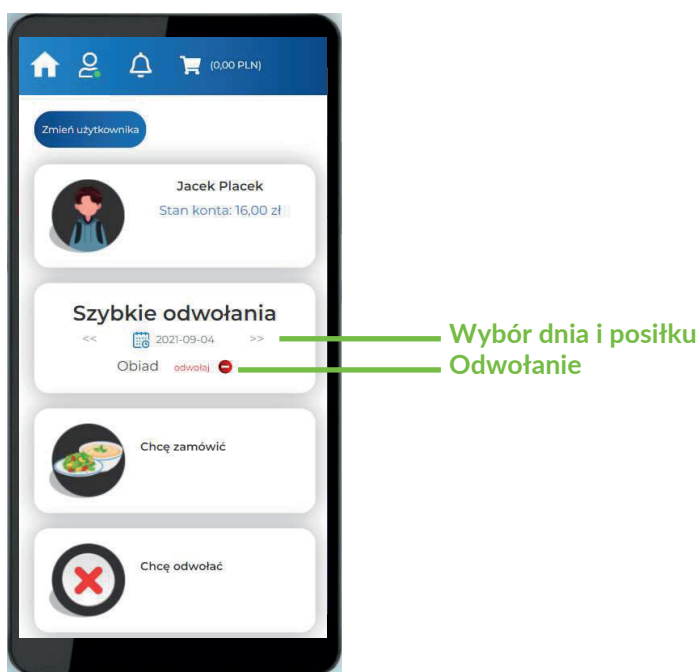 (0,00 PLN)
Zmień użytkownika
Jacek Placek
Stan konta: 16,00 zł
Szybkie odwołania
<< 2021-09-04 >>
Wybór dnia i posiłku
Obiad odwołaj
Odwołanie
Chcę zamówić
Chcę odwołać